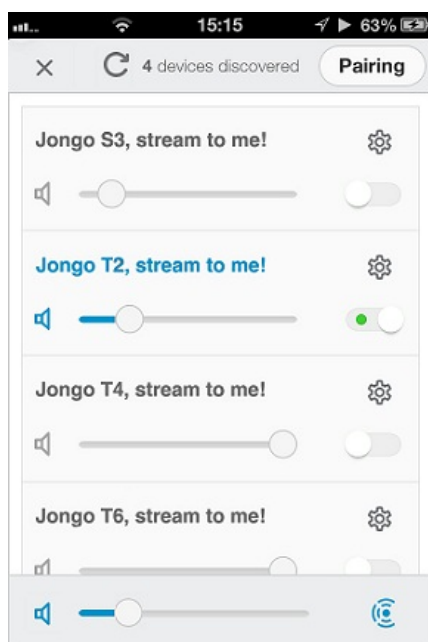 15:15 63%
4 devices discovered Pairing
Jongo S3, stream to me!
Jongo T2, stream to me!
Jongo T4, stream to me!
Jongo T6, stream to me!